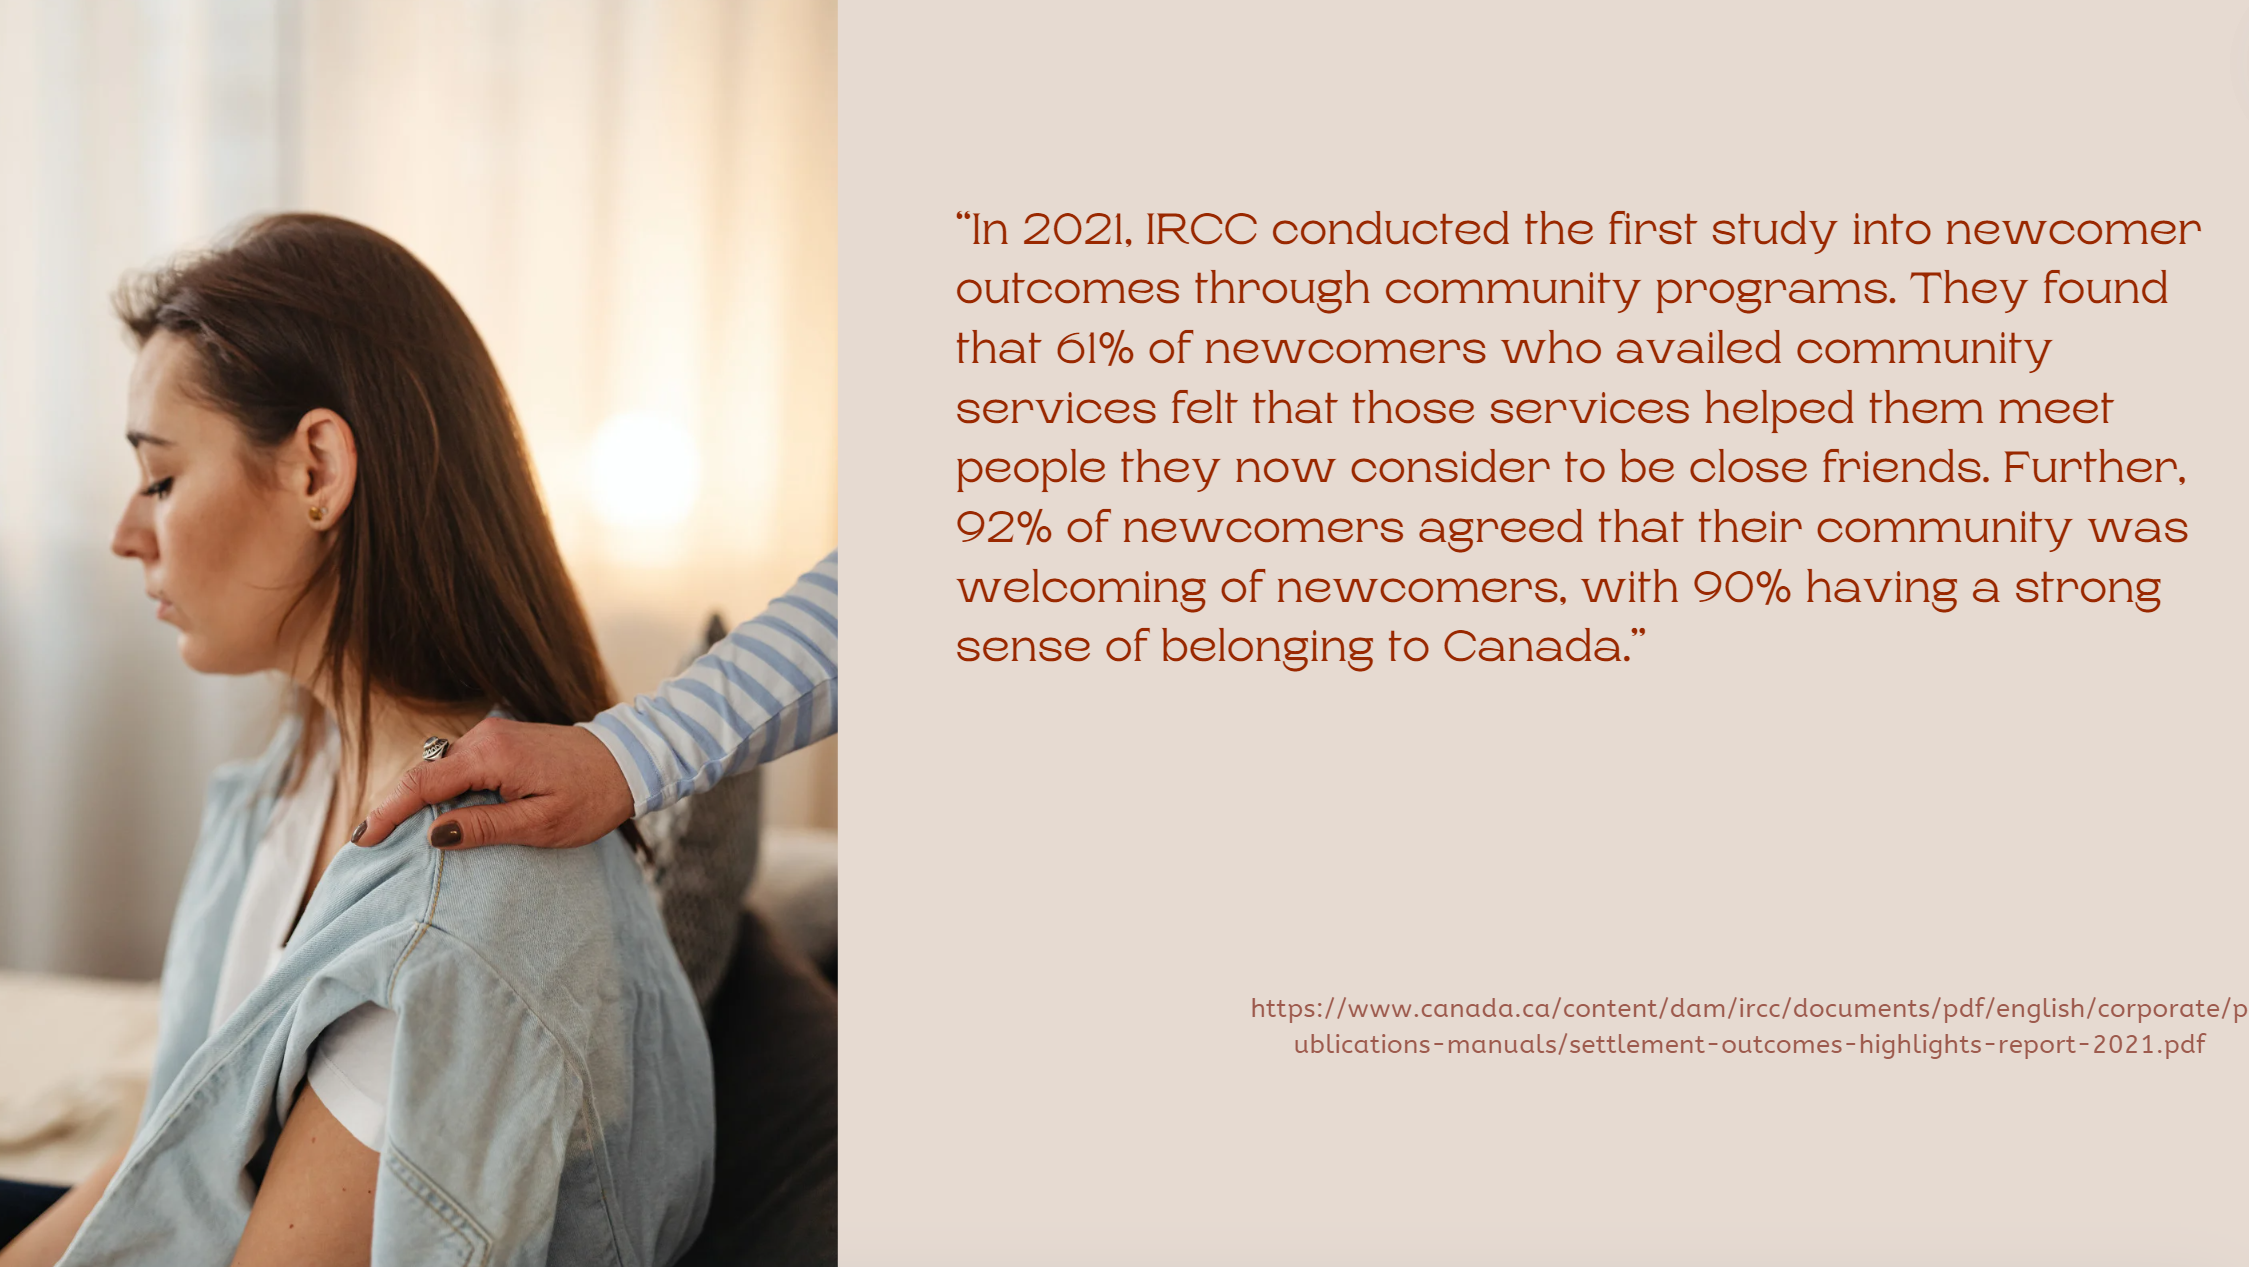 “In 2021, IRCC conducted the first study into newcomer
outcomes through community programs. They found
that 61% of newcomers who availed community
services felt that those services helped them meet
people they now consider to be close friends. Further,
92% of newcomers agreed that their community was
welcoming of newcomers, with 90% having a strong
sense of belonging to Canada.”
https://www.canada.ca/content/dam/ircc/documents/pdf/english/corporate/p
ublications-manuals/settlement-outcomes-highlights-report-2021.pdf